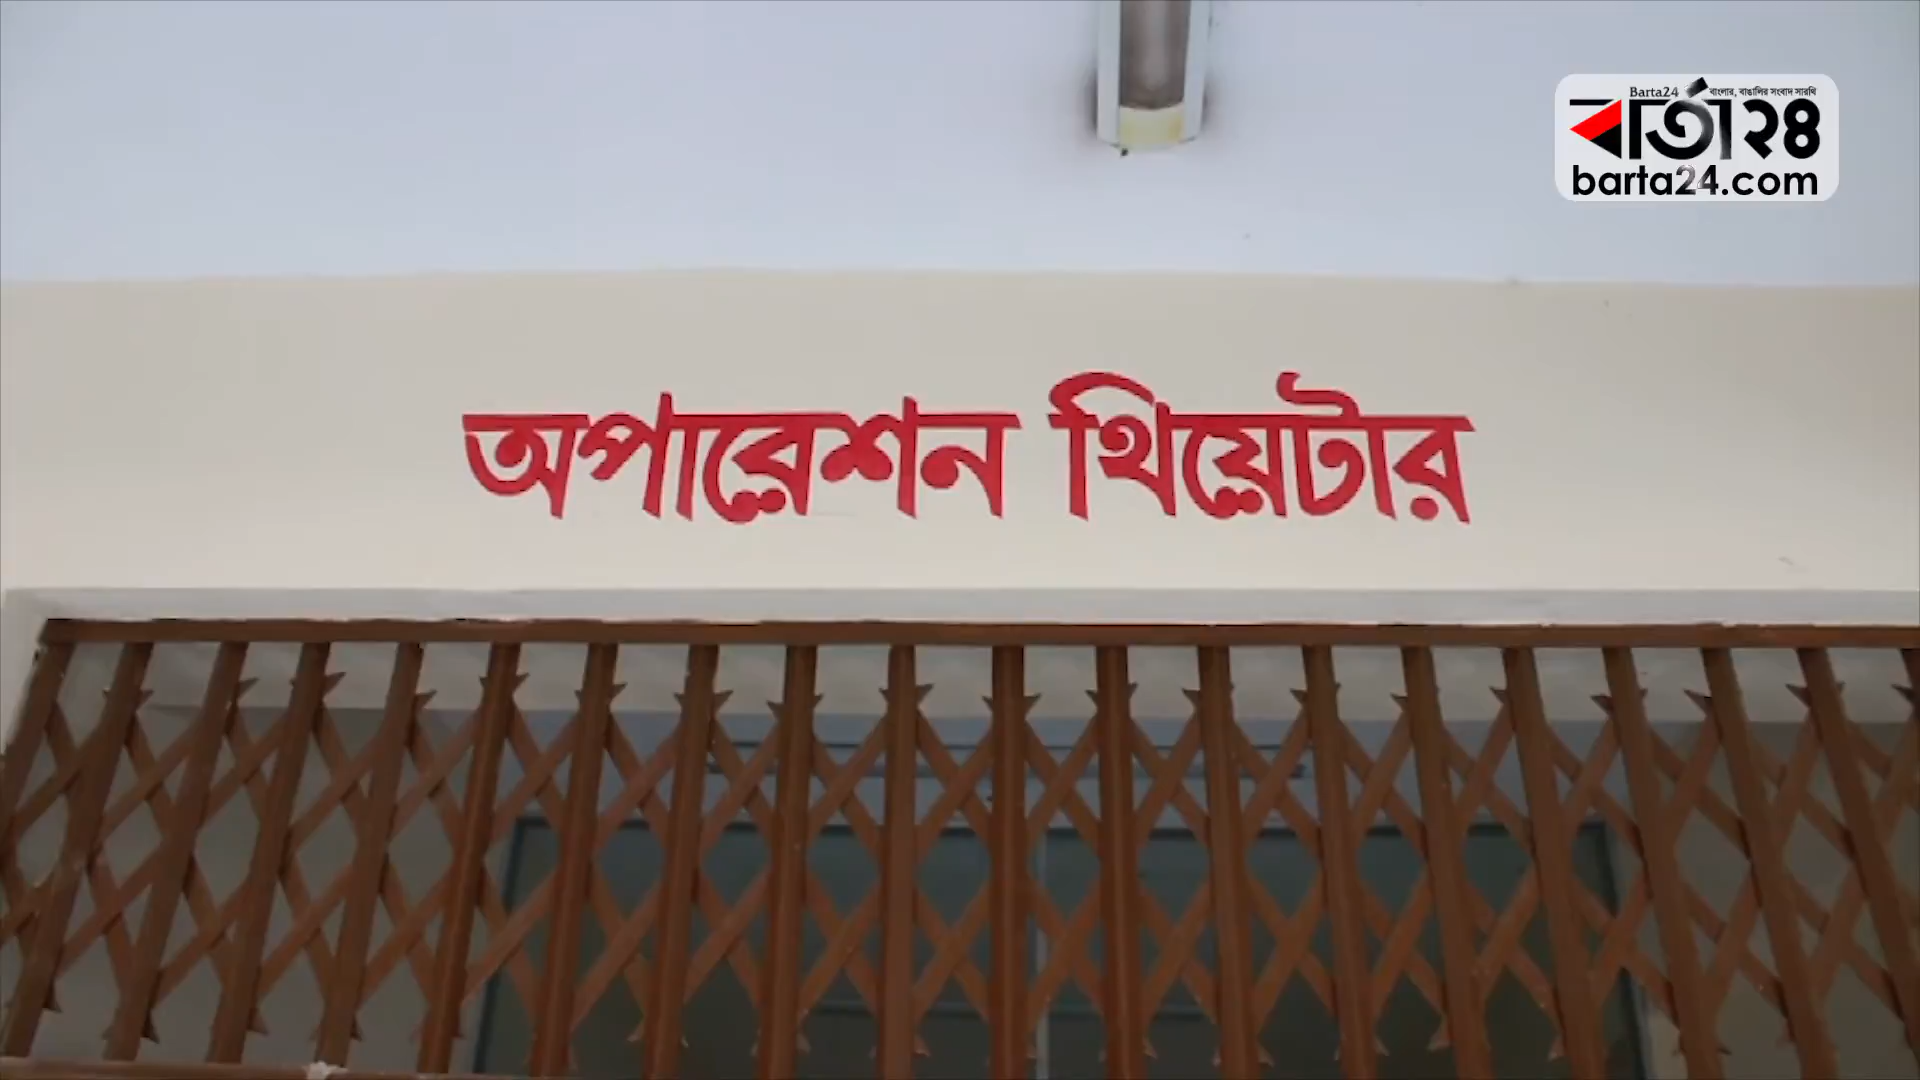 Barta24 বাংলার, বাঙালির সংবাদ সারথি
বার্তা২৪
barta24.com
অপারেশন থিয়েটার